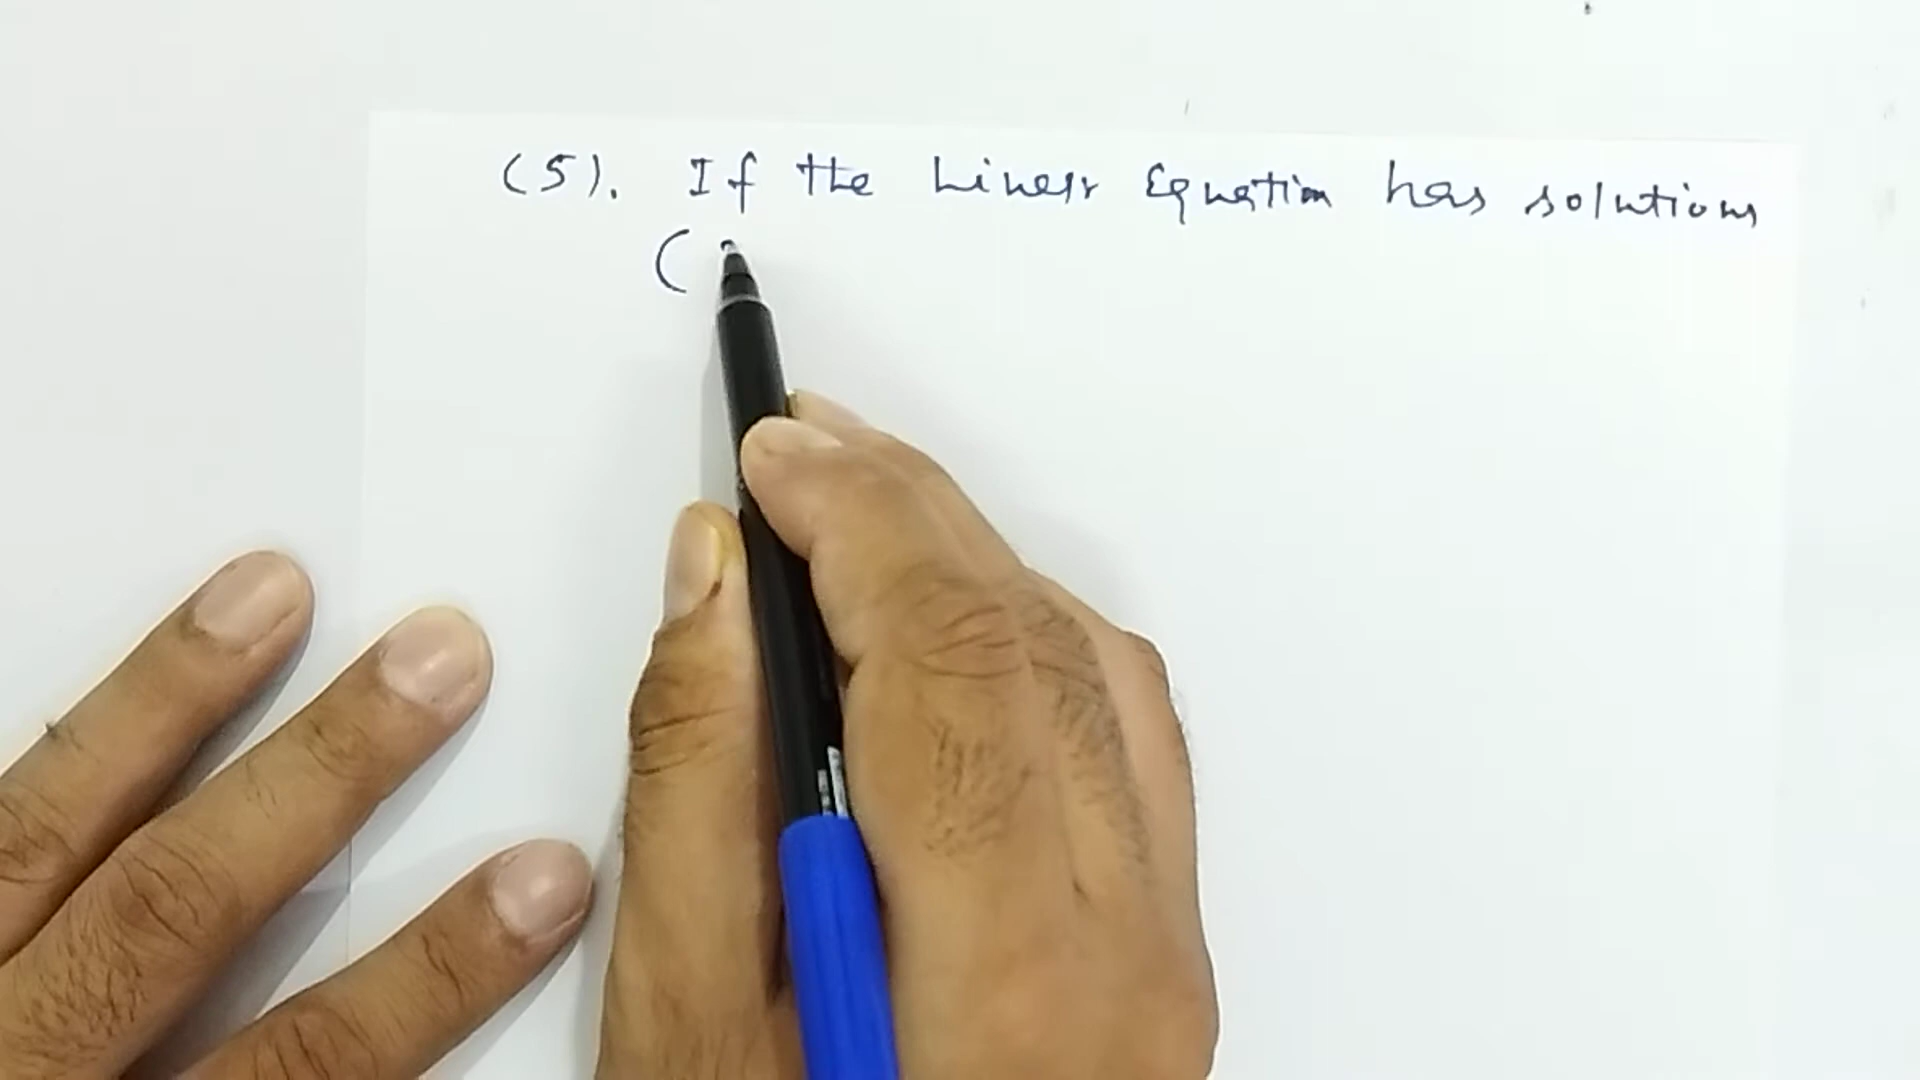 (5). If the Linear Equation has solutions
(